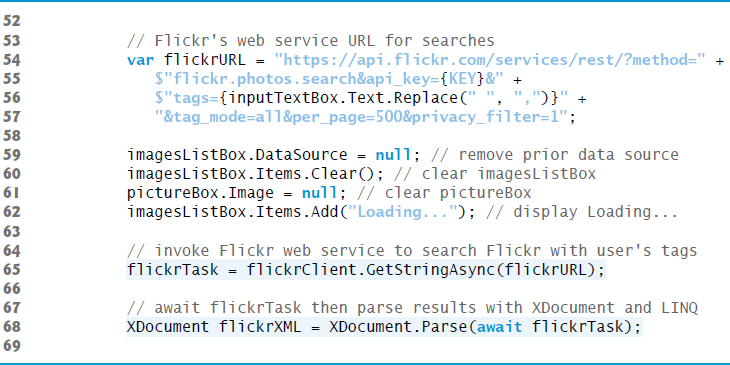 52
53 // Flickr's web service URL for searches
54 var flickrURL = "https://api.flickr.com/services/rest/?method=" +
55 $"flickr.photos.search&api_key={KEY}&" +
56 $"tags={inputTextBox.Text.Replace(" ", ",")}" +
57 "&tag_mode=all&per_page=500&privacy_filter=1";
58
59 imagesListBox.DataSource = null; // remove prior data source
60 imagesListBox.Items.Clear(); // clear imagesListBox
61 pictureBox.Image = null; // clear pictureBox
62 imagesListBox.Items.Add("Loading..."); // display Loading...
63
64 // invoke Flickr web service to search Flickr with user's tags
65 flickrTask = flickrClient.GetStringAsync(flickrURL);
66
67 // await flickrTask then parse results with XDocument and LINQ
68 XDocument flickrXML = XDocument.Parse(await flickrTask);
69